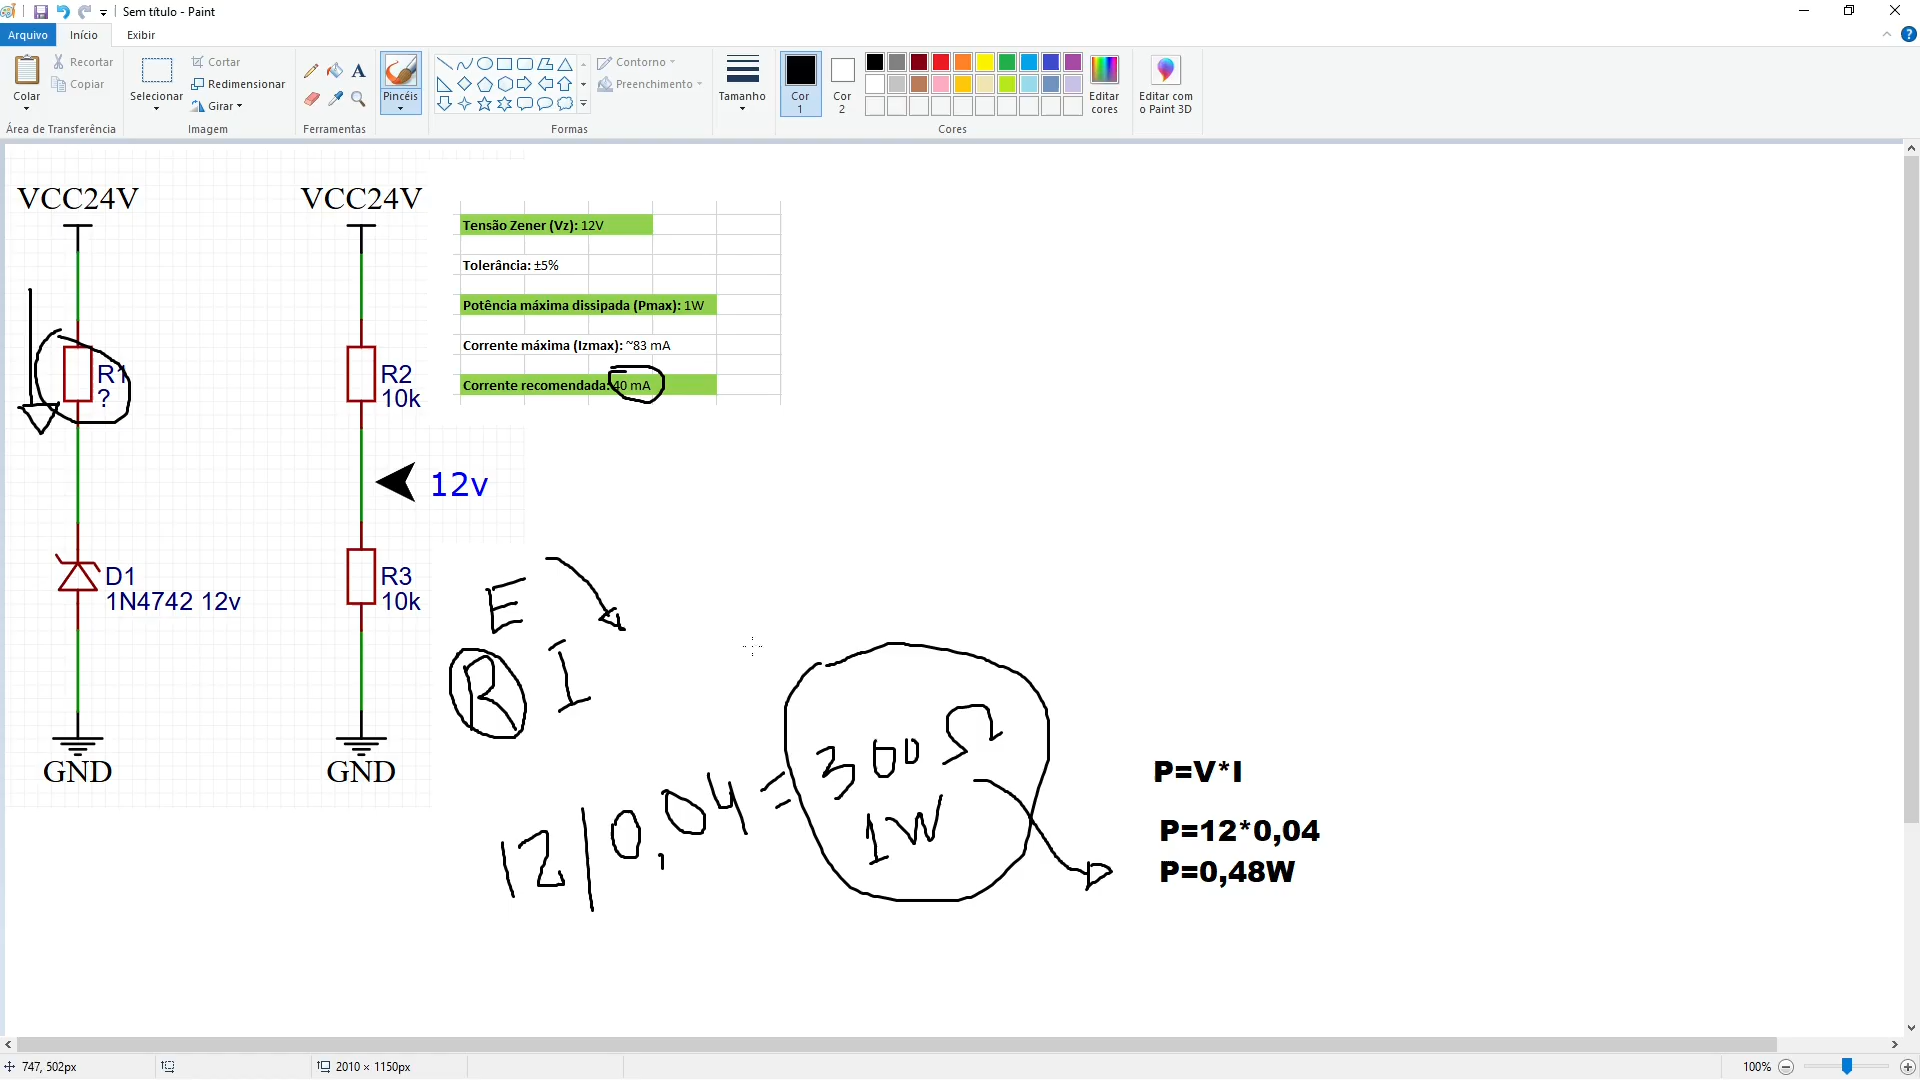 Sem título - Paint
Arquivo
Início
Exibir
Colar
Recortar
Copiar
Área de Transferência
Selecionar
Cortar
Redimensionar
Girar
Imagem
A
Ferramentas
Pincéis
Contorno
Preenchimento
Formas
Tamanho
Cor
1
Cor
2
Editar
cores
Editar com
o Paint 3D
Cores
VCC24V
R1
?
D1
1N4742 12v
GND
VCC24V
R2
10k
12v
R3
10k
GND
Tensão Zener (Vz): 12V
Tolerância: ±5%
Potência máxima dissipada (Pmax): 1W
Corrente máxima (Izmax): ~83 mA
Corrente recomendada: 40 mA
E
R I
12/0,04=300Ω
1W
P=V*I
P=12*0,04
P=0,48W
747, 502px
2010 × 1150px
100%